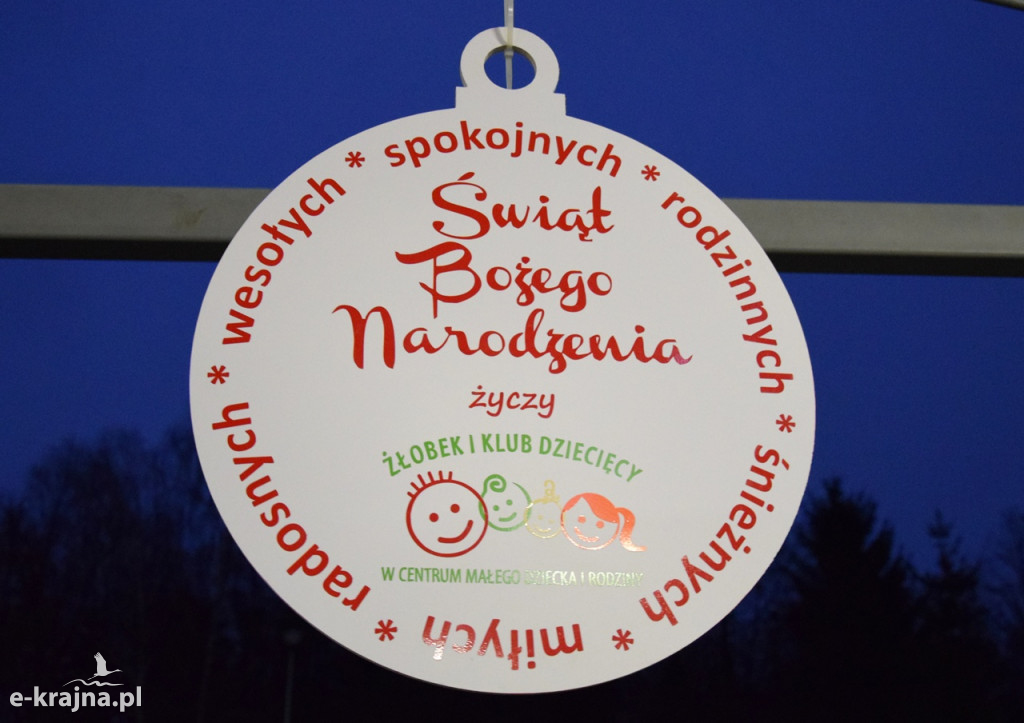 * spokojnych * rodzinnych * śnieżnych * miłych * radosnych * wesołych
Świąt
Bożego
Narodzenia
życzy
ŻŁOBEK I KLUB DZIECIĘCY
W CENTRUM MAŁEGO DZIECKA I RODZINY
e-krajna.pl